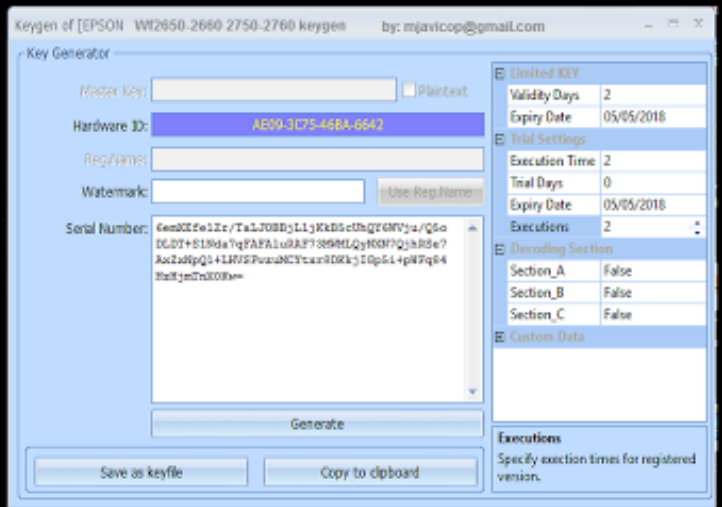 Keygen of [EPSON Wf2650-2660 2750-2760 keygen by: mjavicop@gmail.com
Key Generator
Master Key:
Plaintext
Hardware ID: AE09-3C75-46BA-6642
Reg.Name:
Watermark:
Use Reg.Name
Serial Number:
Generate
Save as keyfile
Copy to clipboard
Limited KEY
Validity Days 2
Expiry Date 05/05/2018
Trial Settings
Execution Time 2
Trial Days 0
Expiry Date 05/05/2018
Executions 2
Decoding Section
Section_A False
Section_B False
Section_C False
Custom Data
Executions
Specify exection times for registered
version.